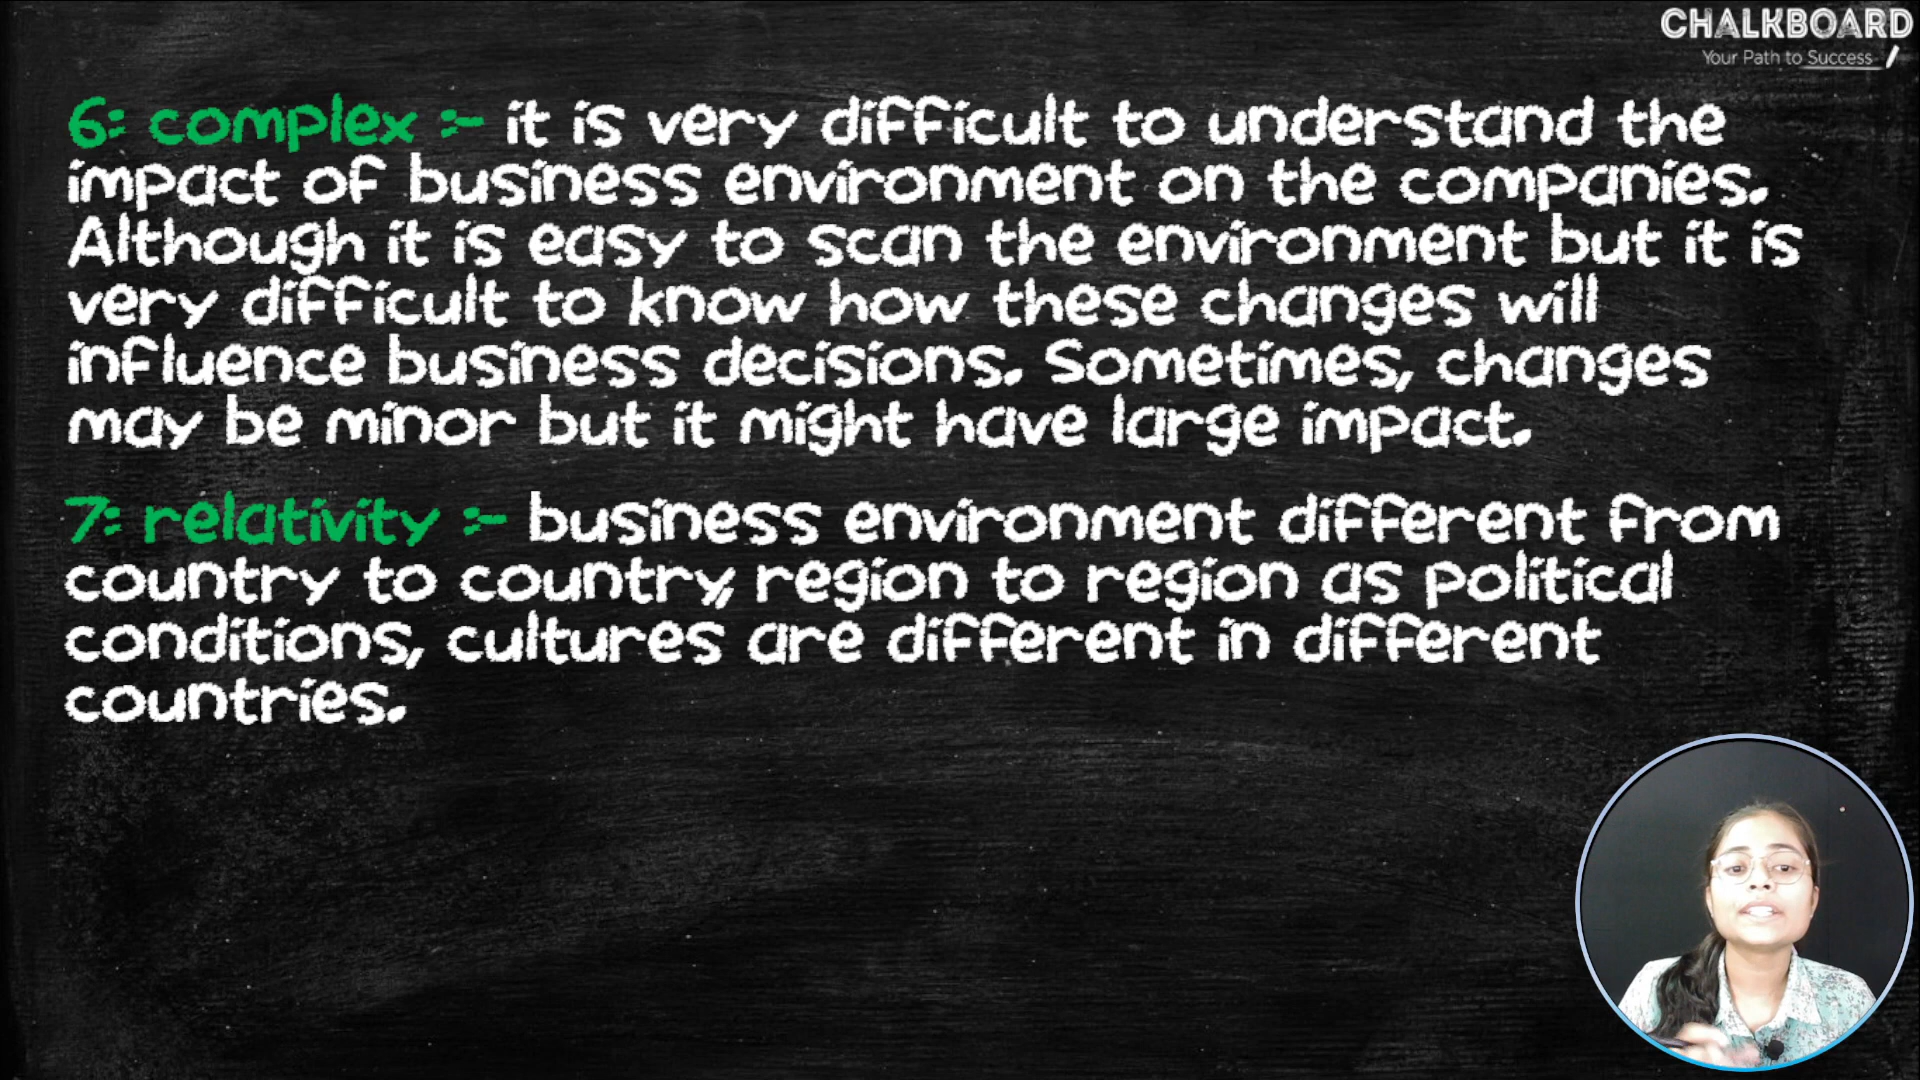 CHALKBOARD
Your Path to Success
6: complex :- it is very difficult to understand the
impact of business environment on the companies.
Although it is easy to scan the environment but it is
very difficult to know how these changes will
influence business decisions. Sometimes, changes
may be minor but it might have large impact.
7: relativity :- business environment different from
country to country, region to region as political
conditions, cultures are different in different
countries.